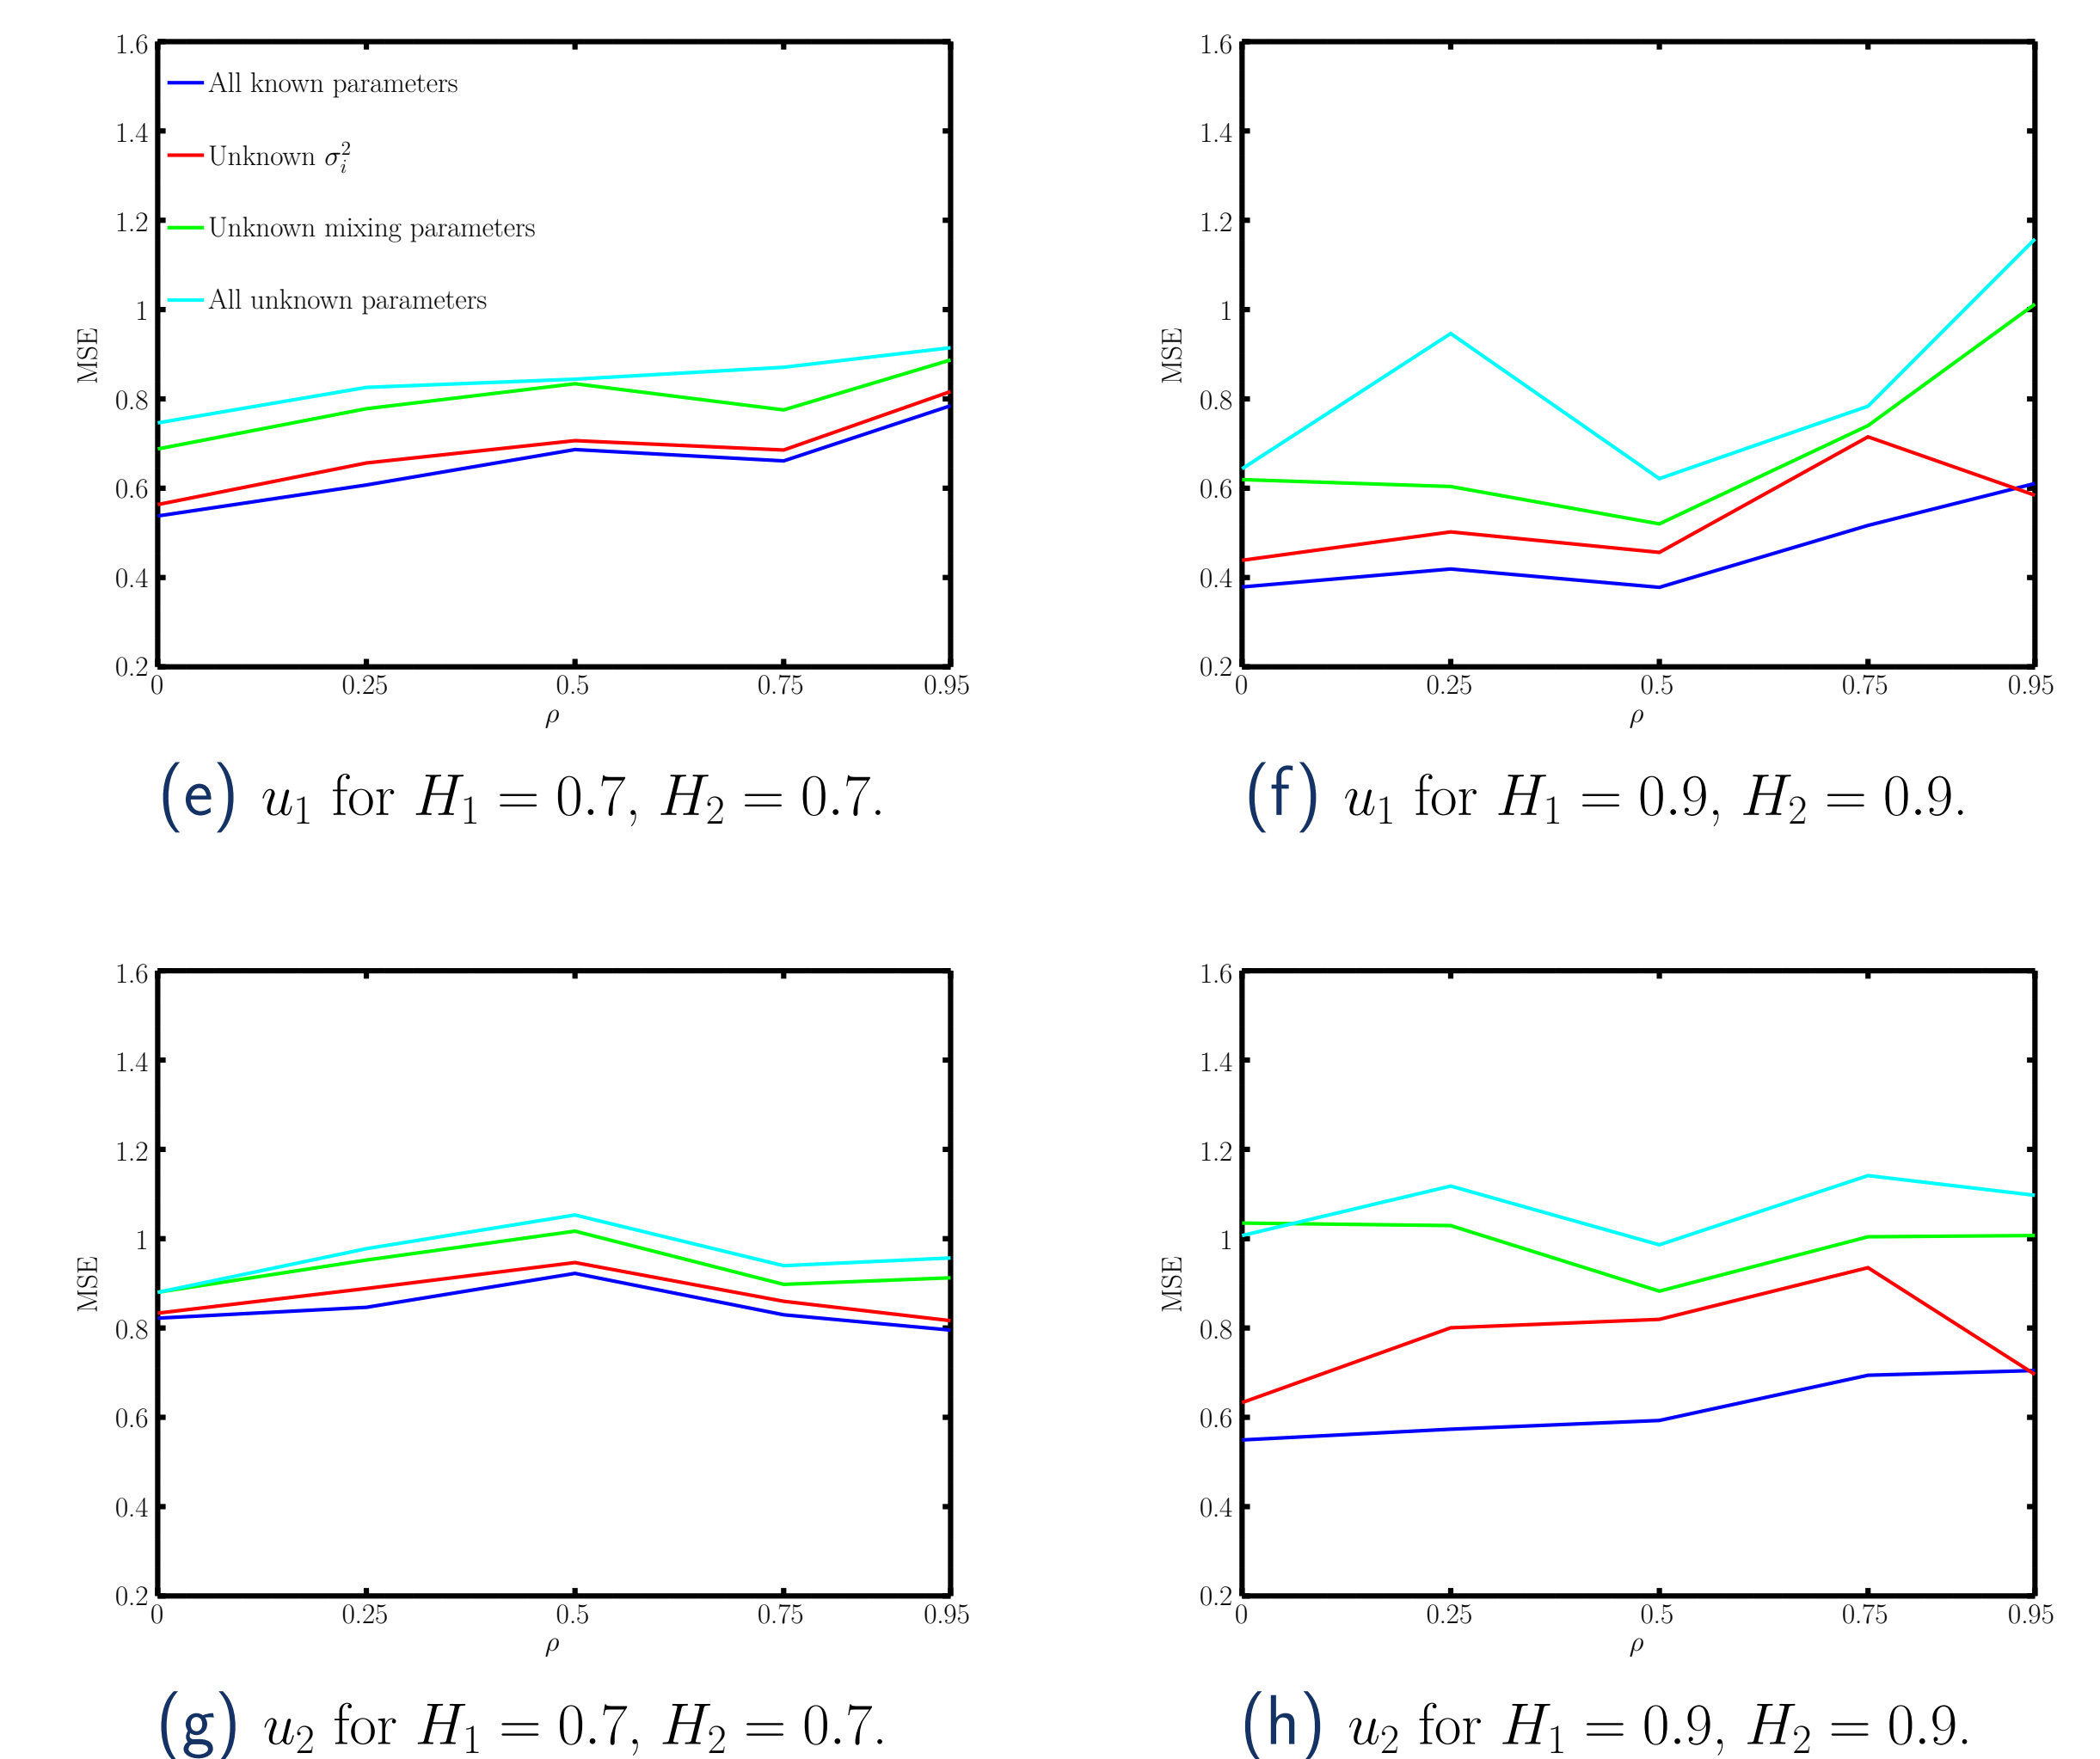 1.6
1.4
1.2
1
0.8
0.6
0.4
0.2
MSE
All known parameters
Unknown σ_i^2
Unknown mixing parameters
All unknown parameters
0 0.25 0.5 0.75 0.95
ρ
(e) u_1 for H_1 = 0.7, H_2 = 0.7.
1.6
1.4
1.2
1
0.8
0.6
0.4
0.2
MSE
0 0.25 0.5 0.75 0.95
ρ
(f) u_1 for H_1 = 0.9, H_2 = 0.9.
1.6
1.4
1.2
1
0.8
0.6
0.4
0.2
MSE
0 0.25 0.5 0.75 0.95
ρ
(g) u_2 for H_1 = 0.7, H_2 = 0.7.
1.6
1.4
1.2
1
0.8
0.6
0.4
0.2
MSE
0 0.25 0.5 0.75 0.95
ρ
(h) u_2 for H_1 = 0.9, H_2 = 0.9.